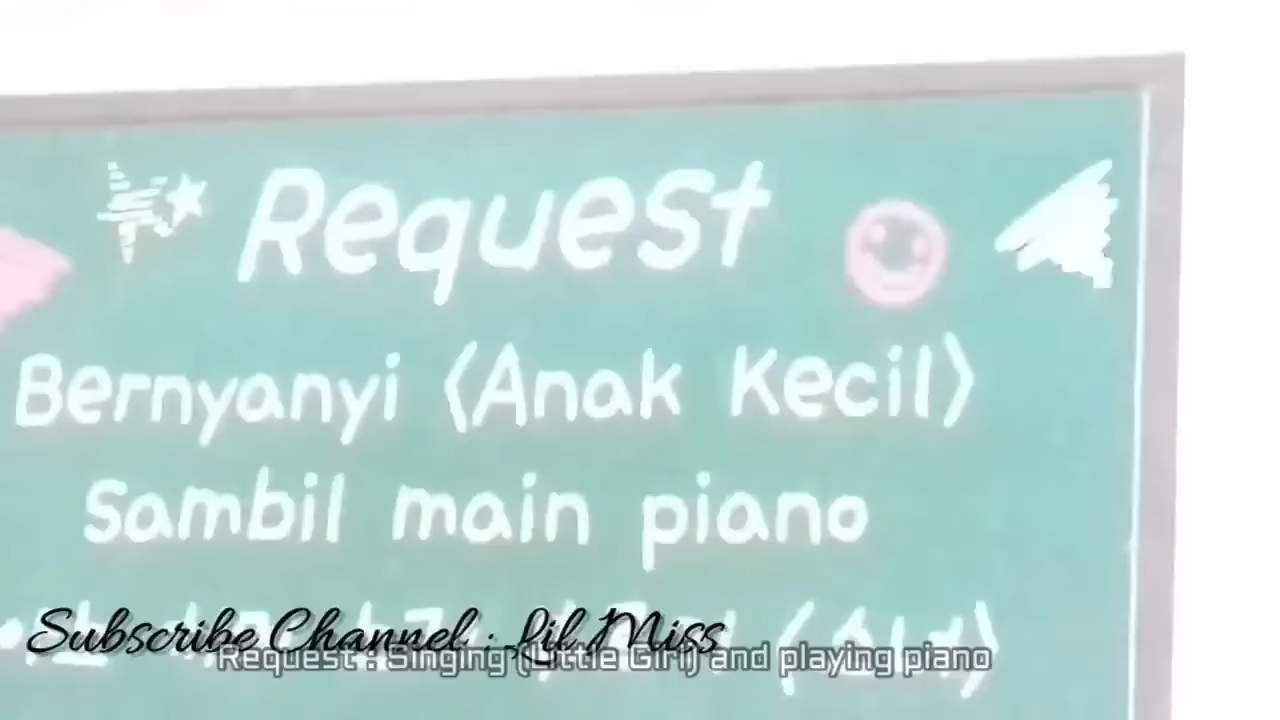 Request
Bernyanyi (Anak Kecil)
Sambil main piano
Subscribe Channel : Lil Miss
Request : Singing (Little Girl) and playing piano